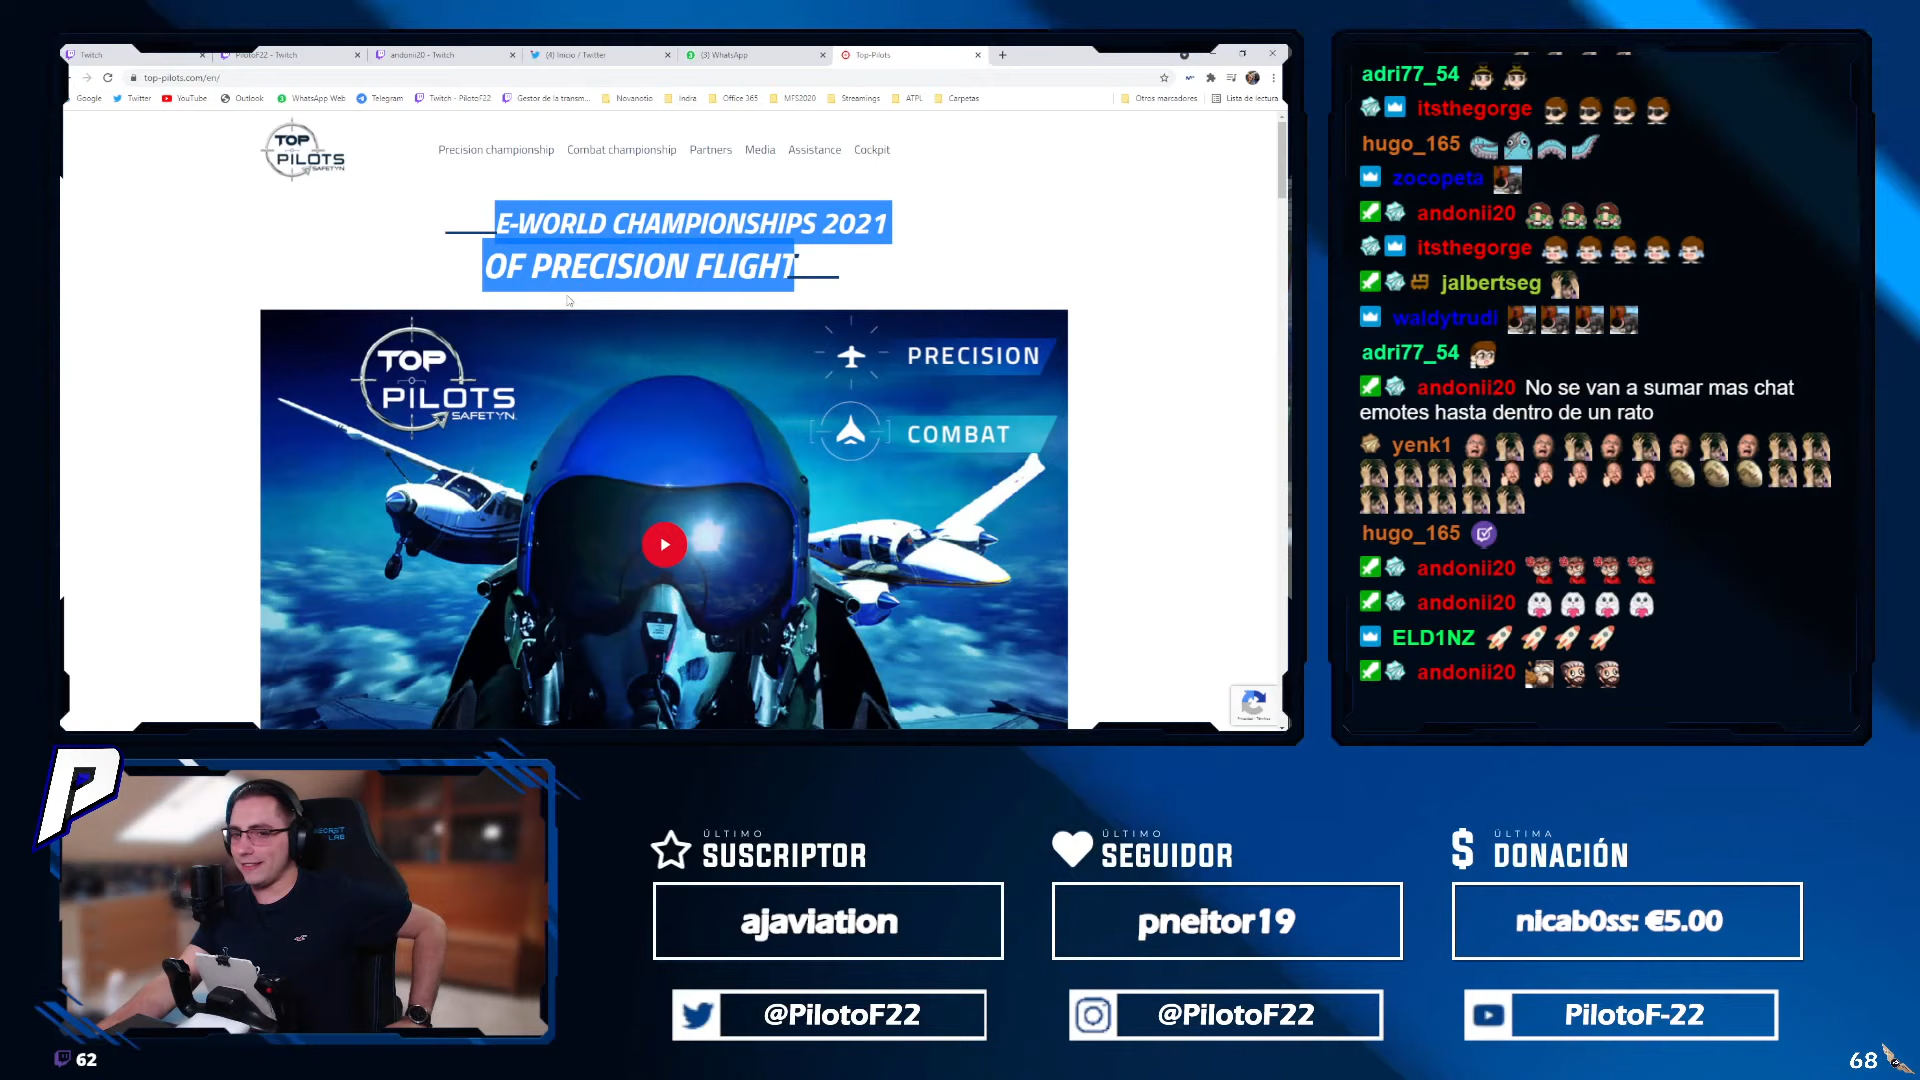 Twitch
PilotoF22 - Twitch
andonii20 - Twitch
(4) Inicio / Twitter
(3) WhatsApp
Top-Pilots
top-pilots.com/en/
Google
Twitter
YouTube
Outlook
WhatsApp Web
Telegram
Twitch - PilotoF22
Gestor de la transm...
Novanotio
Indra
Office 365
MFS2020
Streamings
ATPL
Carpetas
Otros marcadores
Lista de lectura
TOP
PILOTS
SAFETYN
Precision championship
Combat championship
Partners
Media
Assistance
Cockpit
E-WORLD CHAMPIONSHIPS 2021
OF PRECISION FLIGHT
TOP
PILOTS
SAFETYN
PRECISION
COMBAT
adri77_54
itsthegorge
hugo_165
zocopeta
andonii20
itsthegorge
jalbertseg
waldytrudi
adri77_54
andonii20 No se van a sumar mas chat
emotes hasta dentro de un rato
yenk1
hugo_165
andonii20
andonii20
ELD1NZ
andonii20
P
ÚLTIMO
SUSCRIPTOR
ajaviation
ÚLTIMO
SEGUIDOR
pneitor19
ÚLTIMA
DONACIÓN
nicab0ss: €5.00
@PilotoF22
@PilotoF22
PilotoF-22
62
68